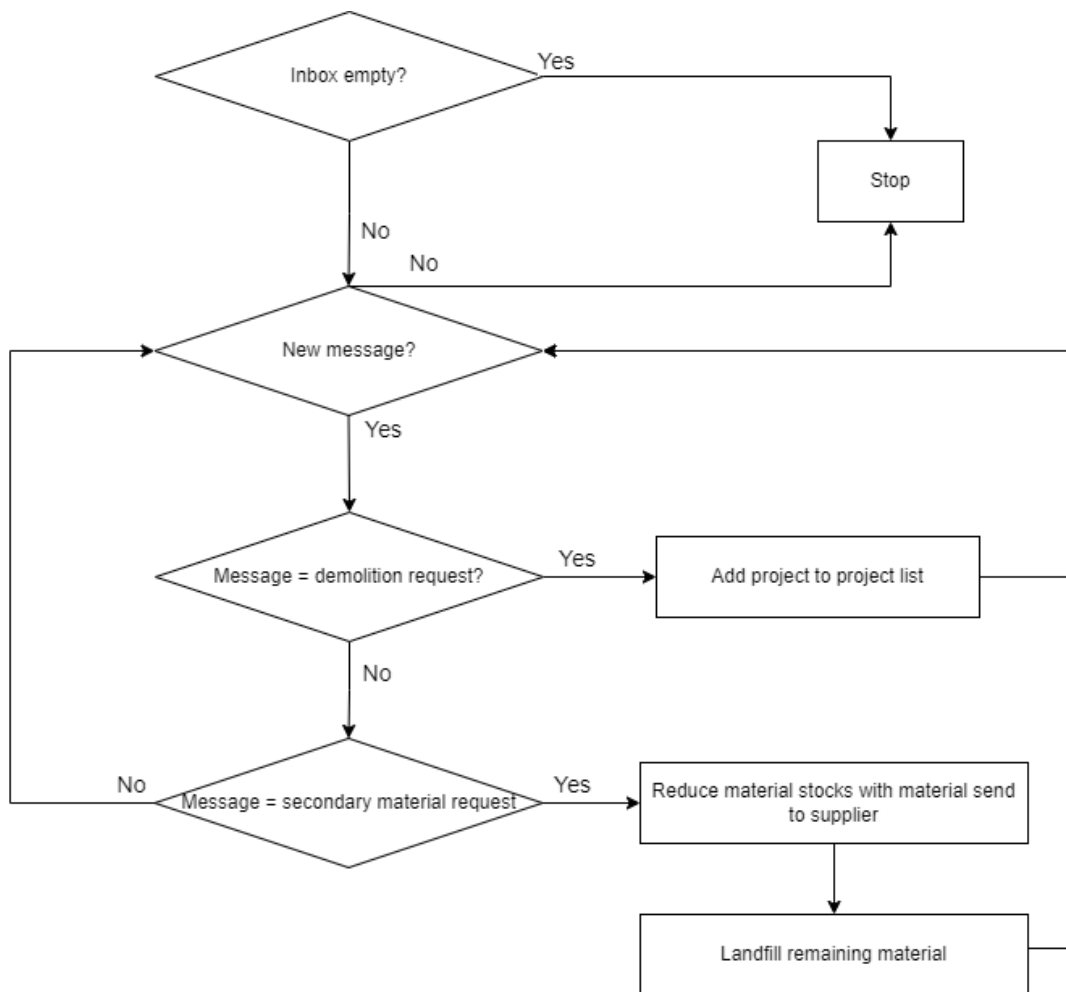 Inbox empty?
Yes
Stop
No
No
New message?
Yes
Message = demolition request?
Yes
Add project to project list
No
No
Message = secondary material request
Yes
Reduce material stocks with material send
to supplier
Landfill remaining material